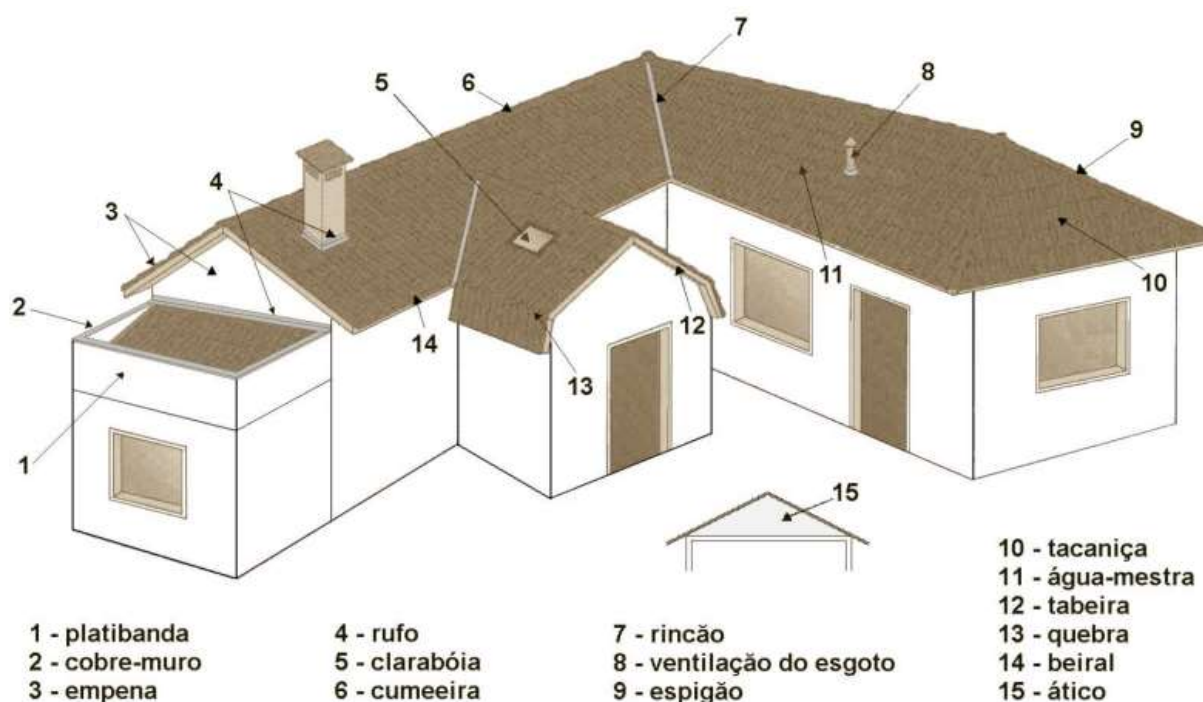 7
5
6
8
9
4
3
2
11
10
12
14
13
1
15
1 - platibanda
2 - cobre-muro
3 - empena
4 - rufo
5 - clarabóia
6 - cumeeira
7 - rincão
8 - ventilação do esgoto
9 - espigão
10 - tacaniça
11 - água-mestra
12 - tabeira
13 - quebra
14 - beiral
15 - ático